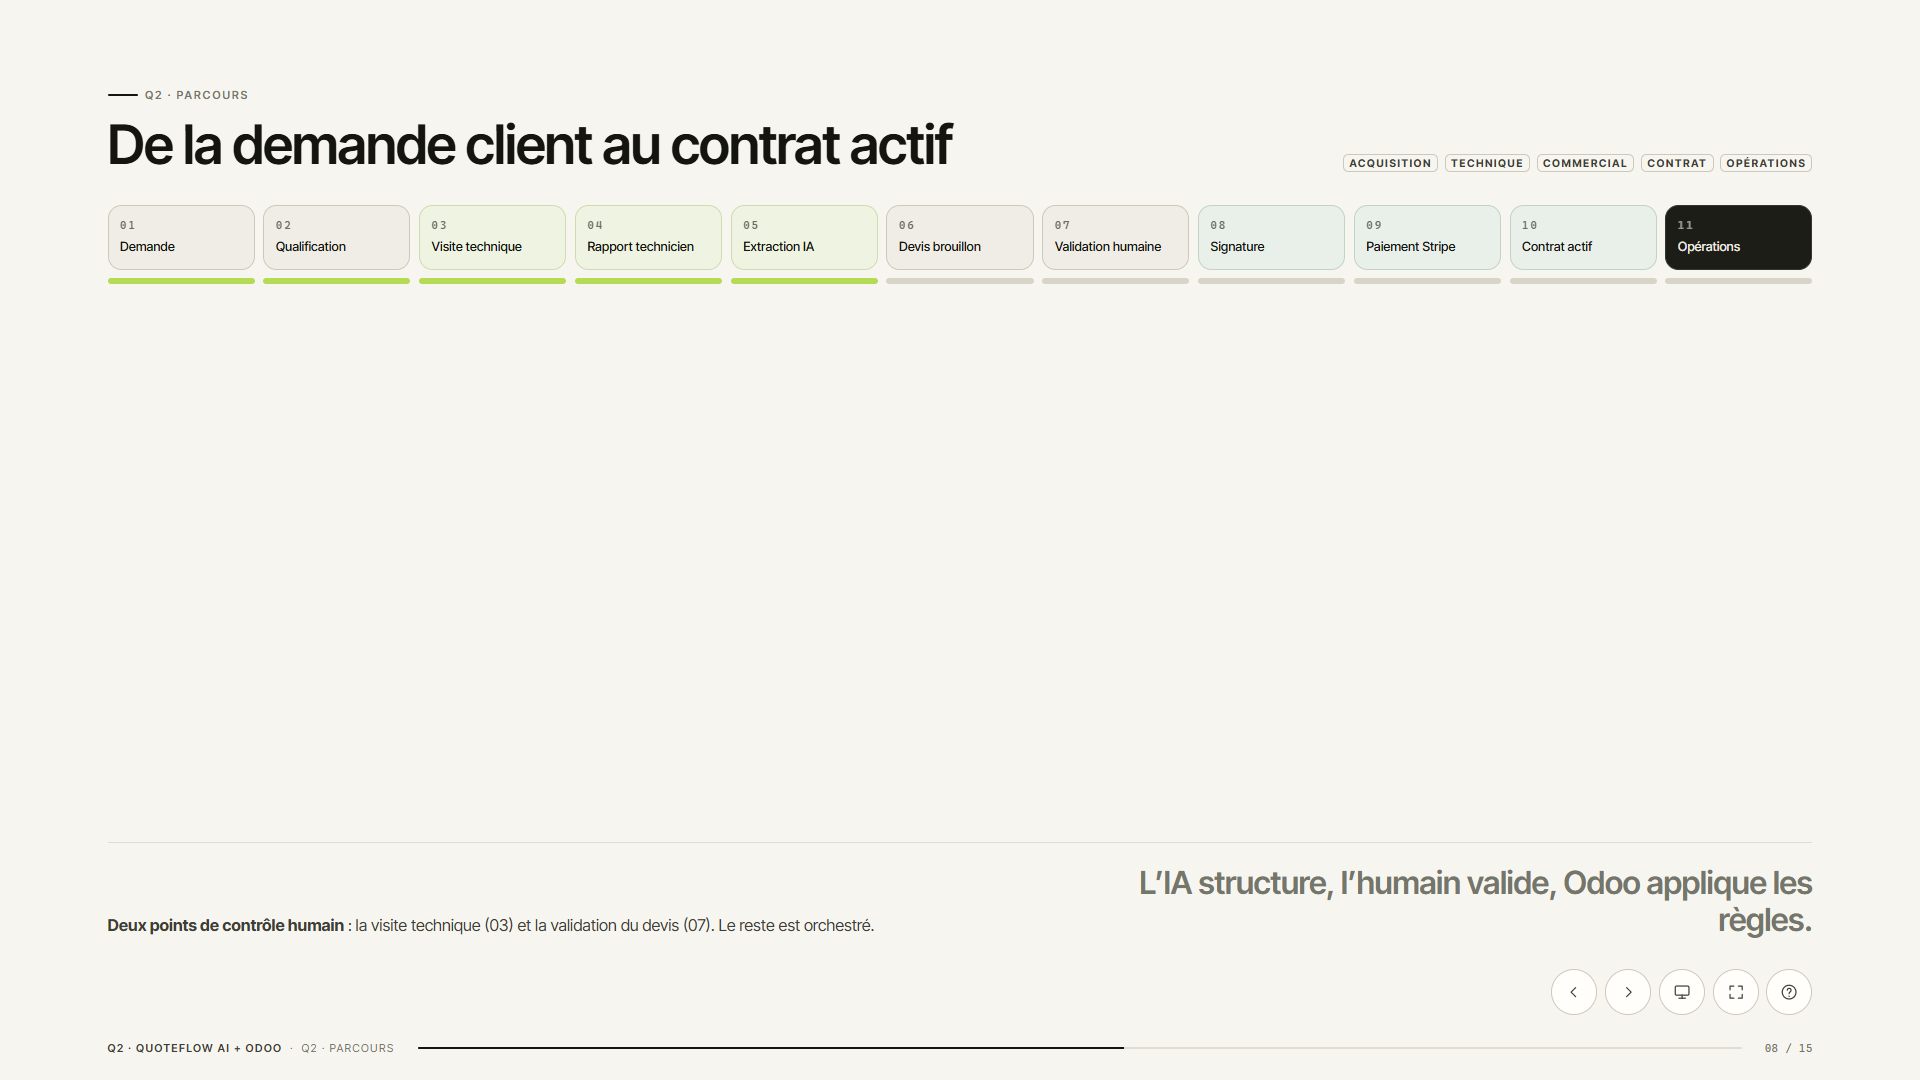 Q2 · PARCOURS
De la demande client au contrat actif
ACQUISITION TECHNIQUE COMMERCIAL CONTRAT OPÉRATIONS
01
Demande
02
Qualification
03
Visite technique
04
Rapport technicien
05
Extraction IA
06
Devis brouillon
07
Validation humaine
08
Signature
09
Paiement Stripe
10
Contrat actif
11
Opérations
Deux points de contrôle humain : la visite technique (03) et la validation du devis (07). Le reste est orchestré.
L’IA structure, l’humain valide, Odoo applique les
règles.
Q2 · QUOTEFLOW AI + ODOO · Q2 · PARCOURS
08 / 15